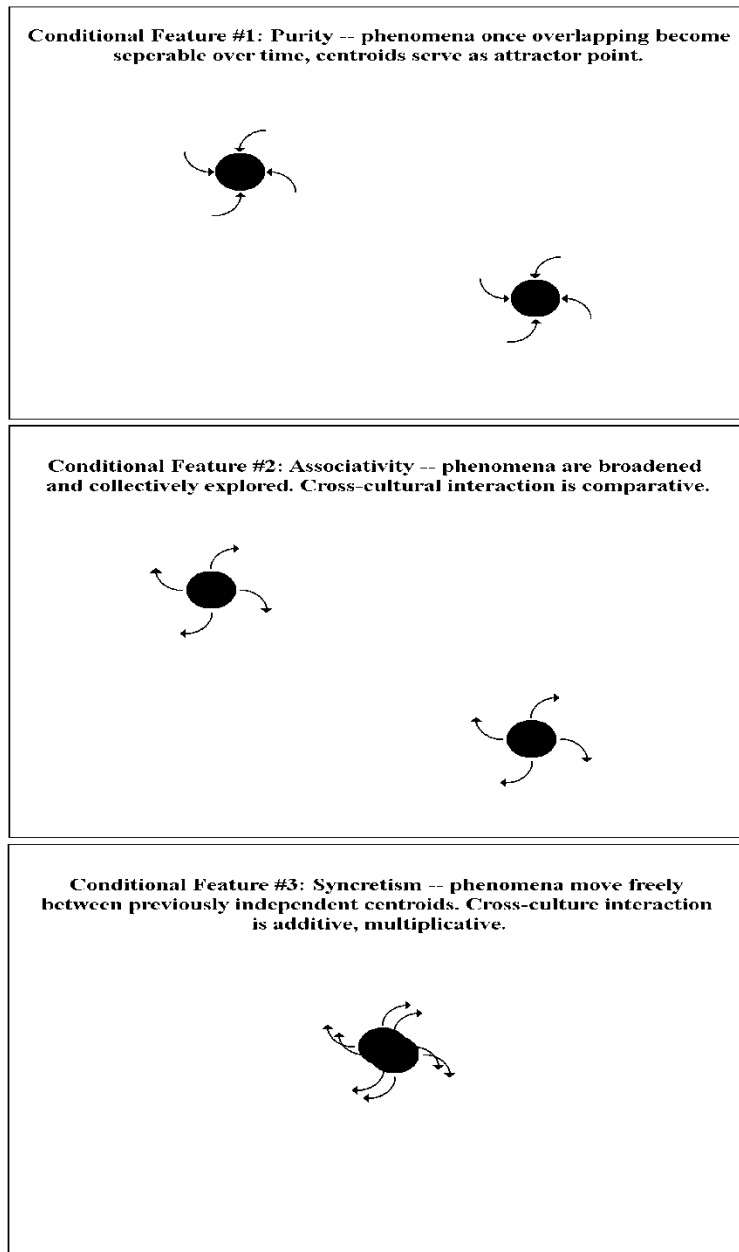 Conditional Feature #1: Purity -- phenomena once overlapping become
seperable over time, centroids serve as attractor point.
Conditional Feature #2: Associativity -- phenomena are broadened
and collectively explored. Cross-cultural interaction is comparative.
Conditional Feature #3: Syncretism -- phenomena move freely
between previously independent centroids. Cross-culture interaction
is additive, multiplicative.